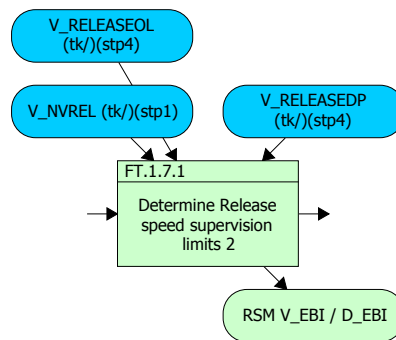 V_RELEASEOL
(tk/)(stp4)
V_NVREL (tk/)(stp1)
V_RELEASEDP
(tk/)(stp4)
FT.1.7.1
Determine Release
speed supervision
limits 2
RSM V_EBI / D_EBI